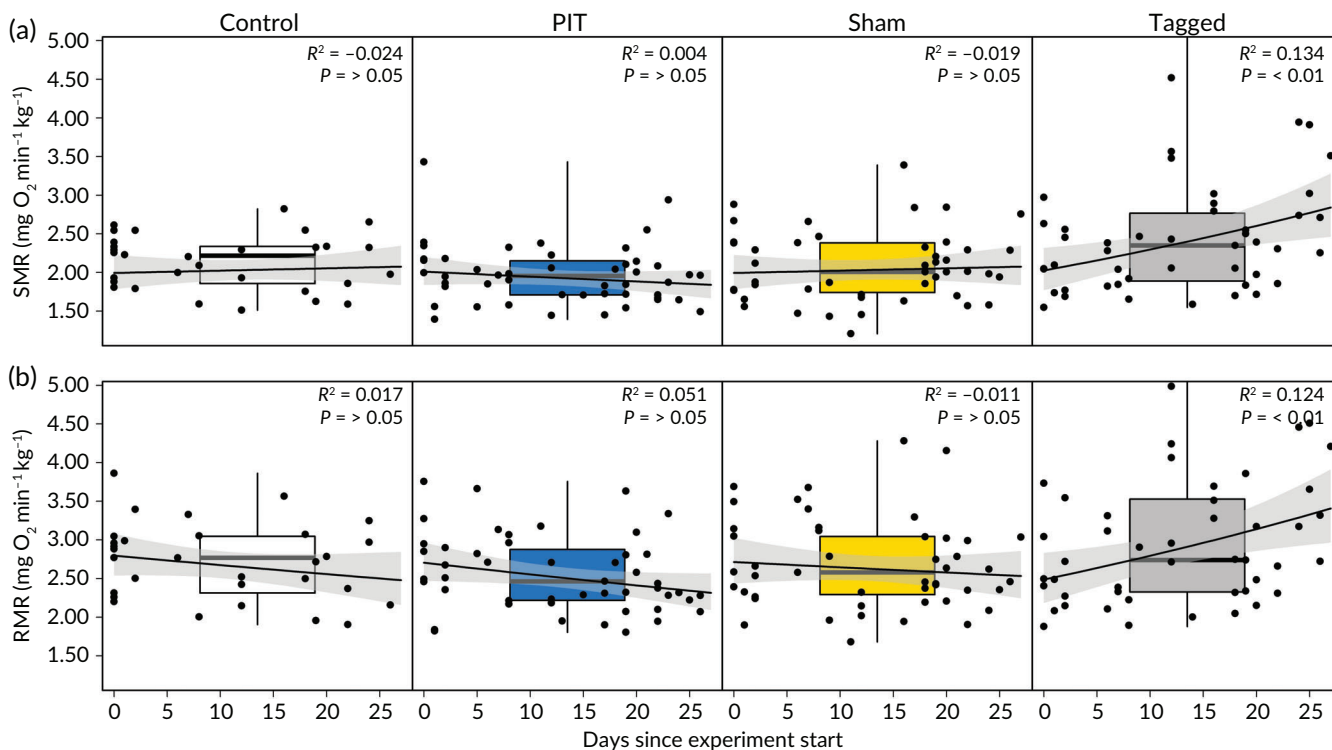 Control PIT Sham Tagged
(a)
SMR (mg O₂ min⁻¹ kg⁻¹)
5.00
4.50
4.00
3.50
3.00
2.50
2.00
1.50
R² = –0.024
P = > 0.05
R² = 0.004
P = > 0.05
R² = –0.019
P = > 0.05
R² = 0.134
P = < 0.01
(b)
RMR (mg O₂ min⁻¹ kg⁻¹)
5.00
4.50
4.00
3.50
3.00
2.50
2.00
1.50
R² = 0.017
P = > 0.05
R² = 0.051
P = > 0.05
R² = –0.011
P = > 0.05
R² = 0.124
P = < 0.01
0 5 10 15 20 25 0 5 10 15 20 25 0 5 10 15 20 25 0 5 10 15 20 25
Days since experiment start